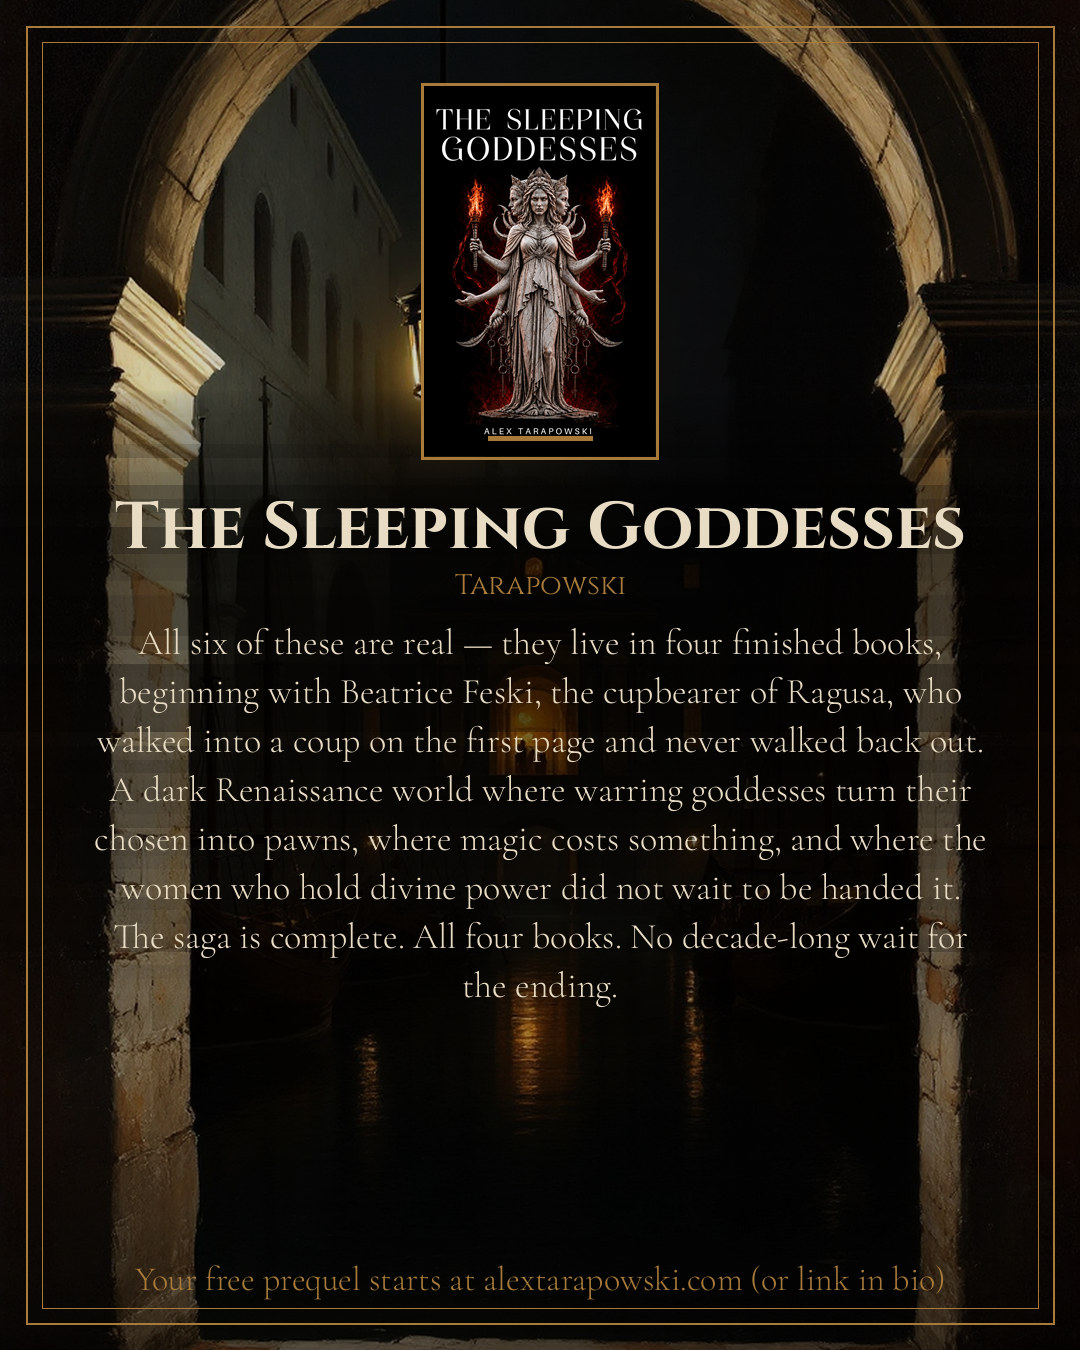 THE SLEEPING
GODDESSES
ALEX TARAPOWSKI
The Sleeping Goddesses
Tarapowski
All six of these are real — they live in four finished books,
beginning with Beatrice Feski, the cupbearer of Ragusa, who
walked into a coup on the first page and never walked back out.
A dark Renaissance world where warring goddesses turn their
chosen into pawns, where magic costs something, and where the
women who hold divine power did not wait to be handed it.
The saga is complete. All four books. No decade-long wait for
the ending.
Your free prequel starts at alextarapowski.com (or link in bio)